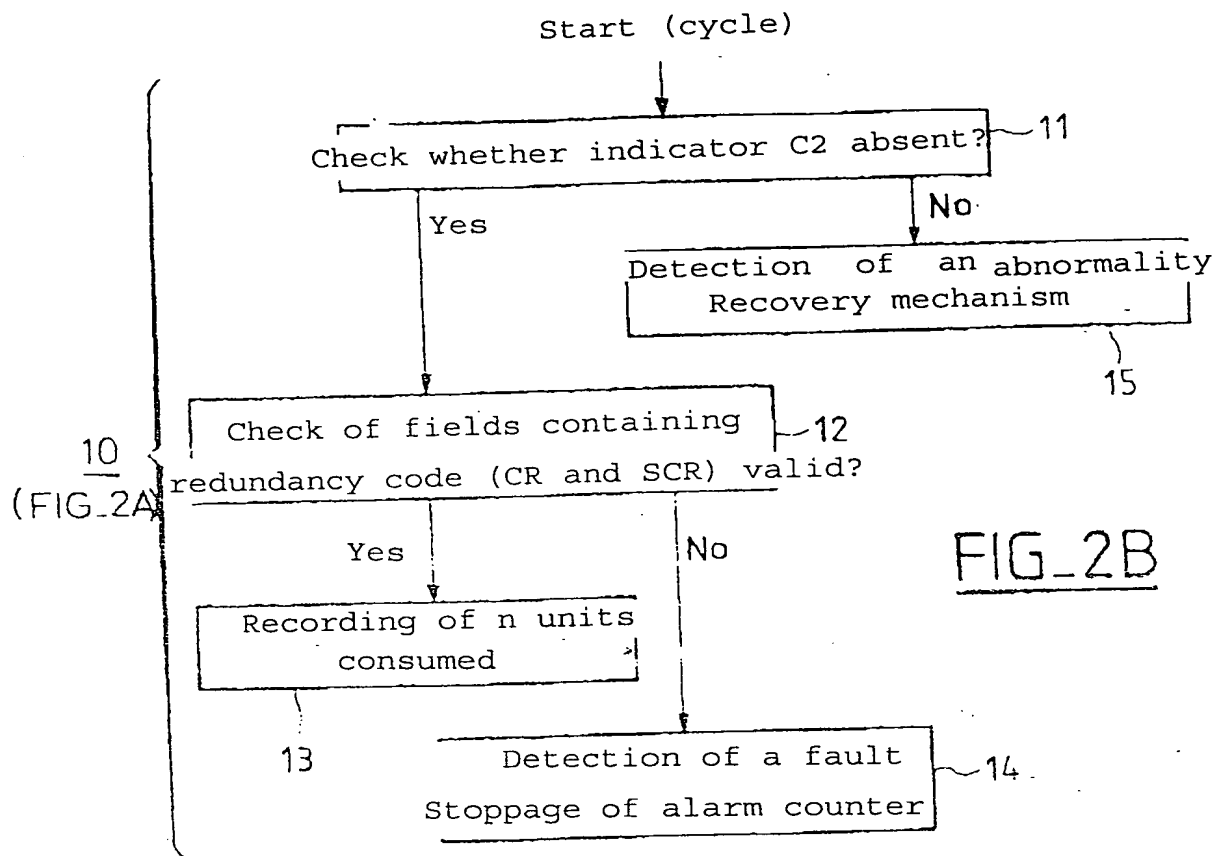 Start (cycle)
Check whether indicator C2 absent?
11
Yes
No
Detection of an abnormality
Recovery mechanism
15
Check of fields containing
redundancy code (CR and SCR) valid?
12
10
(FIG_2A)
Yes
No
FIG_2B
Recording of n units
consumed
13
Detection of a fault
Stoppage of alarm counter
14